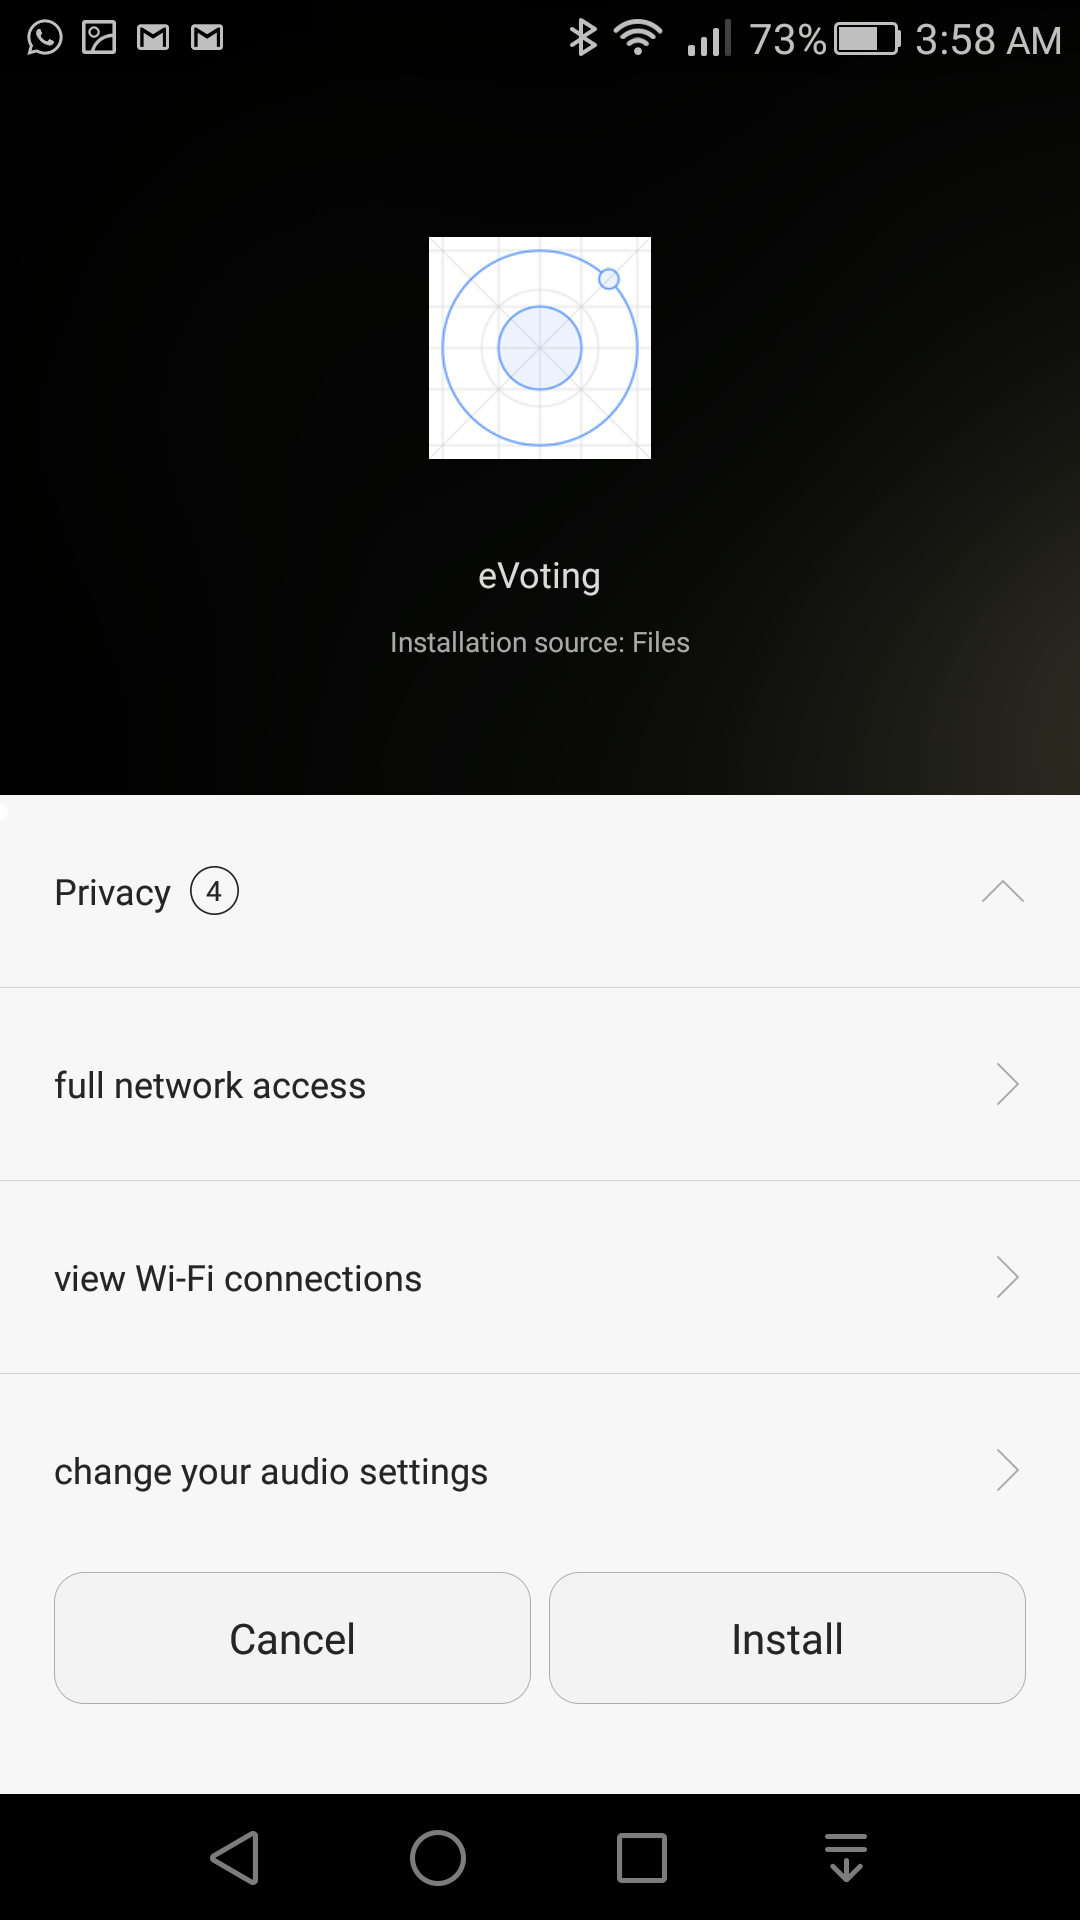 73% 3:58 AM
eVoting
Installation source: Files
Privacy 4
full network access
view Wi-Fi connections
change your audio settings
Cancel Install